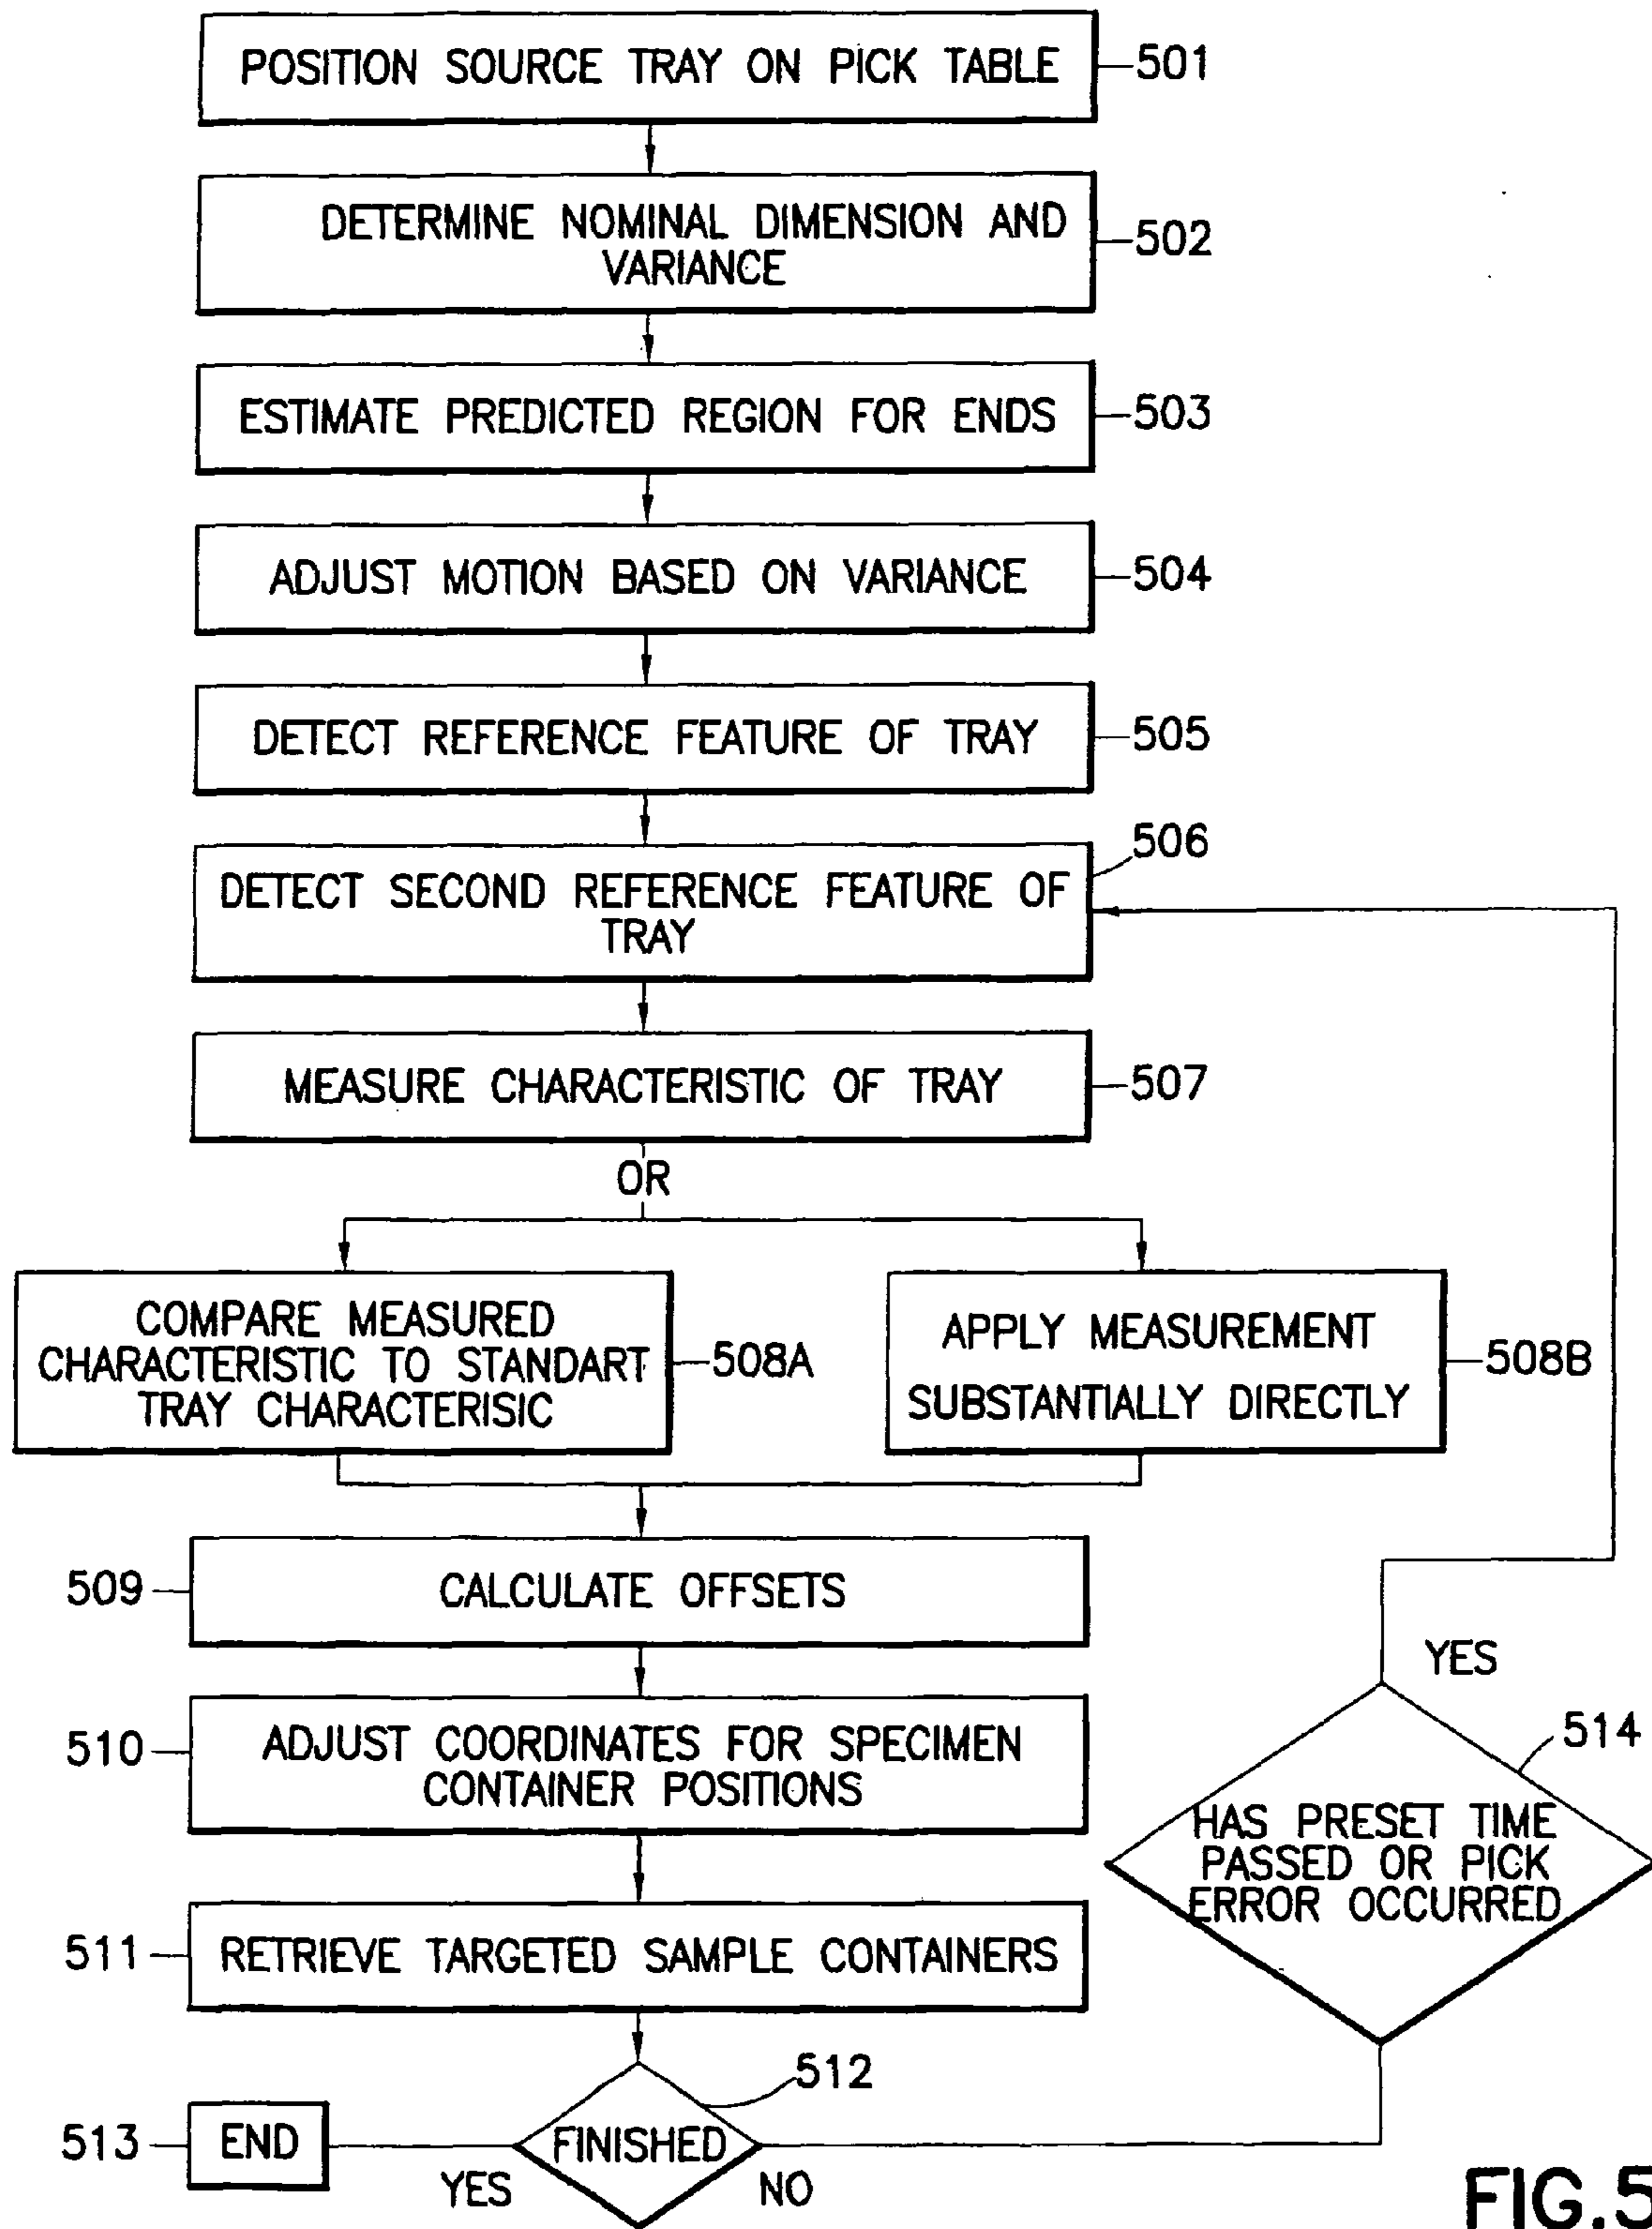 POSITION SOURCE TRAY ON PICK TABLE
501
DETERMINE NOMINAL DIMENSION AND
VARIANCE
502
ESTIMATE PREDICTED REGION FOR ENDS
503
ADJUST MOTION BASED ON VARIANCE
504
DETECT REFERENCE FEATURE OF TRAY
505
506
DETECT SECOND REFERENCE FEATURE OF
TRAY
MEASURE CHARACTERISTIC OF TRAY
507
OR
COMPARE MEASURED
CHARACTERISTIC TO STANDART
TRAY CHARACTERISIC
508A
APPLY MEASUREMENT
SUBSTANTIALLY DIRECTLY
508B
509
CALCULATE OFFSETS
510
ADJUST COORDINATES FOR SPECIMEN
CONTAINER POSITIONS
YES
514
HAS PRESET TIME
PASSED OR PICK
ERROR OCCURRED
511
RETRIEVE TARGETED SAMPLE CONTAINERS
512
513
END
FINISHED
YES
NO
FIG.5